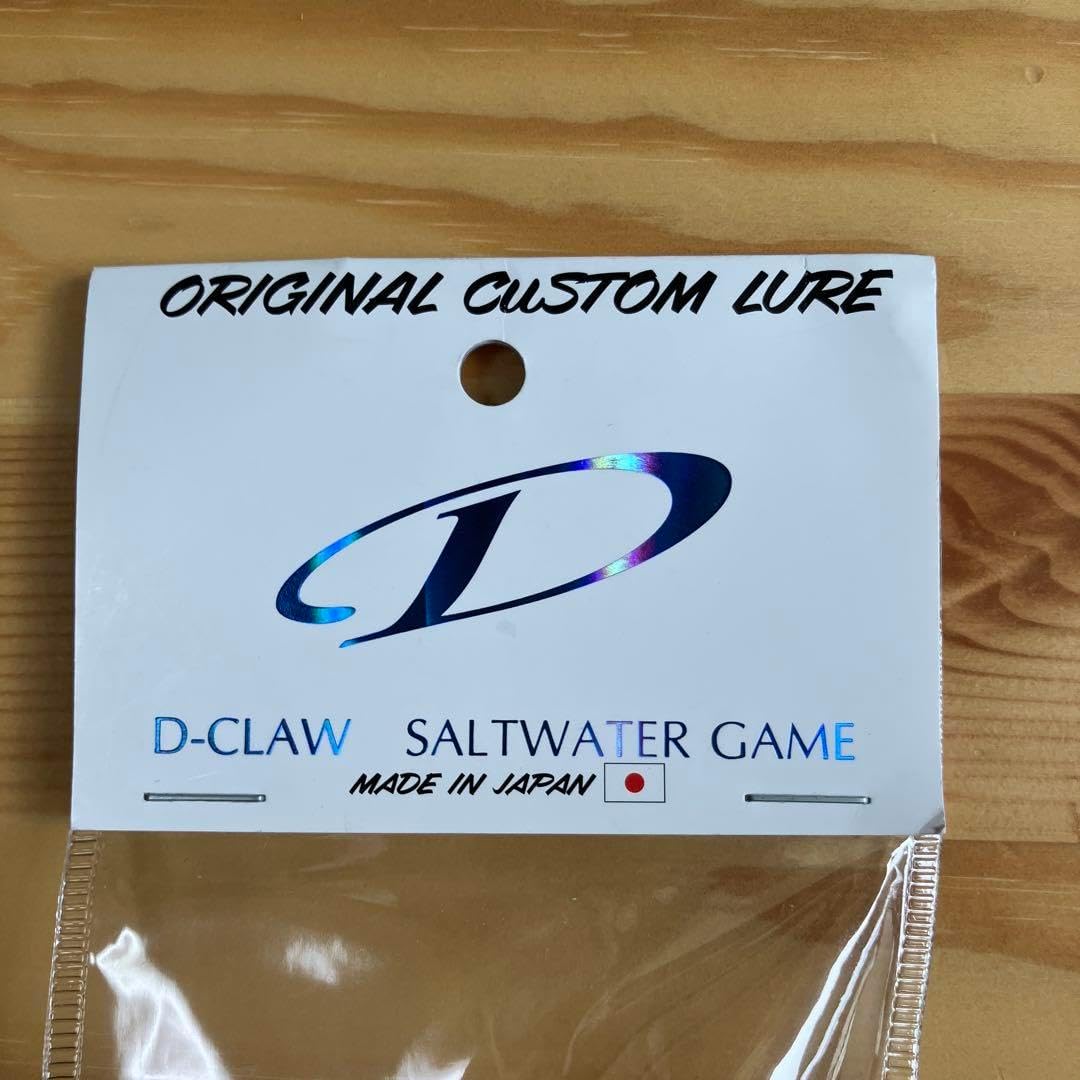 ORIGINAL CuSTOM LURE
D
D-CLAW SALTWATER GAME
MADE IN JAPAN